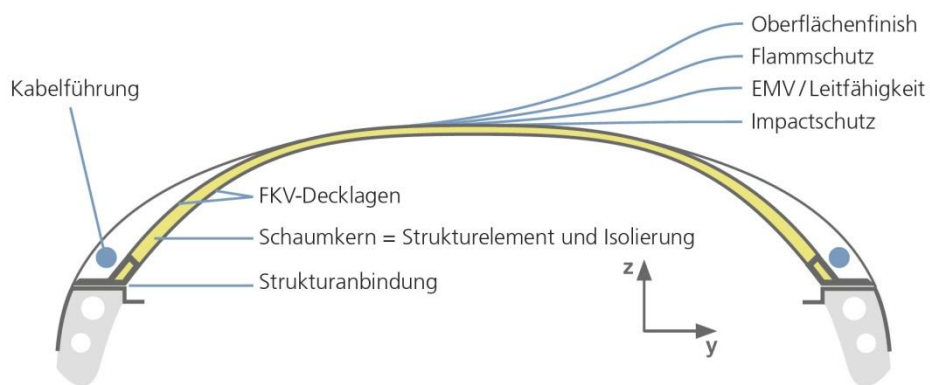 Oberflächenfinish
Flammschutz
EMV/Leitfähigkeit
Impactschutz
Kabelführung
FKV-Decklagen
Schaumkern = Strukturelement und Isolierung
Strukturanbindung
z
y